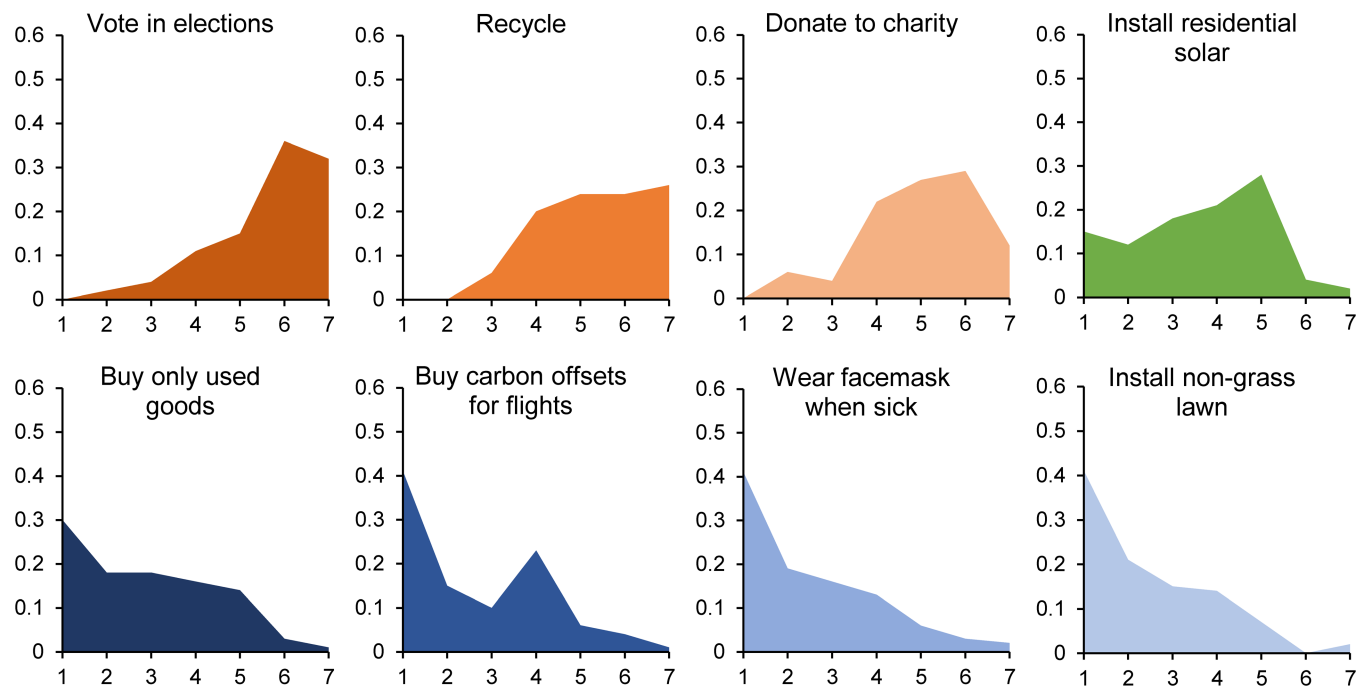 Vote in elections
0.6
0.5
0.4
0.3
0.2
0.1
0
1 2 3 4 5 6 7
Recycle
0.6
0.5
0.4
0.3
0.2
0.1
0
1 2 3 4 5 6 7
Donate to charity
0.6
0.5
0.4
0.3
0.2
0.1
0
1 2 3 4 5 6 7
Install residential
solar
0.6
0.5
0.4
0.3
0.2
0.1
0
1 2 3 4 5 6 7
Buy only used
goods
0.6
0.5
0.4
0.3
0.2
0.1
0
1 2 3 4 5 6 7
Buy carbon offsets
for flights
0.6
0.5
0.4
0.3
0.2
0.1
0
1 2 3 4 5 6 7
Wear facemask
when sick
0.6
0.5
0.4
0.3
0.2
0.1
0
1 2 3 4 5 6 7
Install non-grass
lawn
0.6
0.5
0.4
0.3
0.2
0.1
0
1 2 3 4 5 6 7